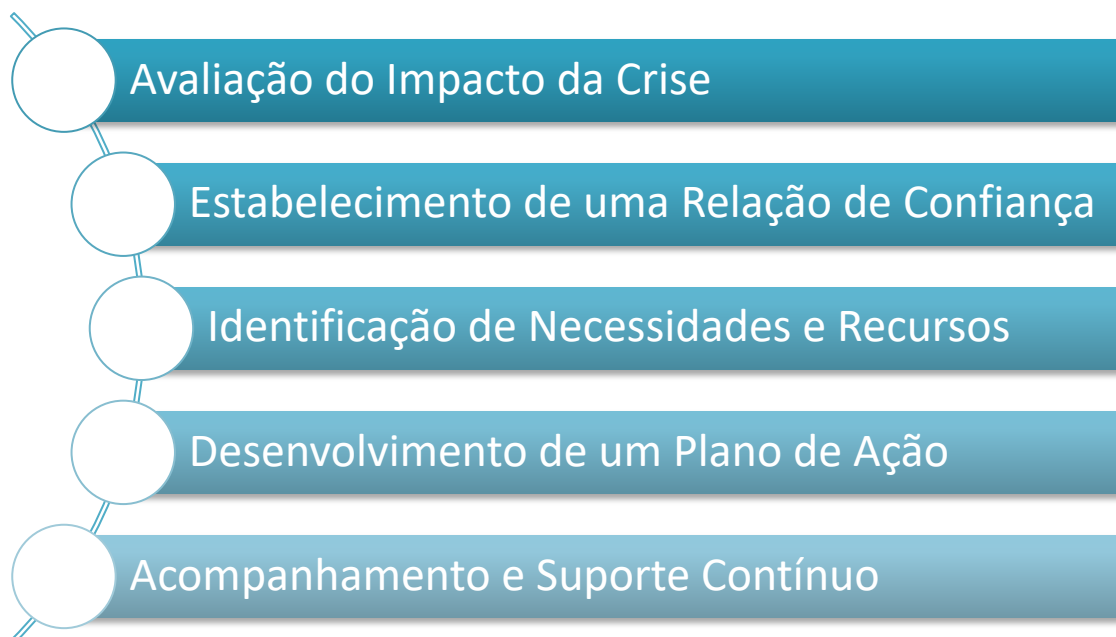 Avaliação do Impacto da Crise
Estabelecimento de uma Relação de Confiança
Identificação de Necessidades e Recursos
Desenvolvimento de um Plano de Ação
Acompanhamento e Suporte Contínuo